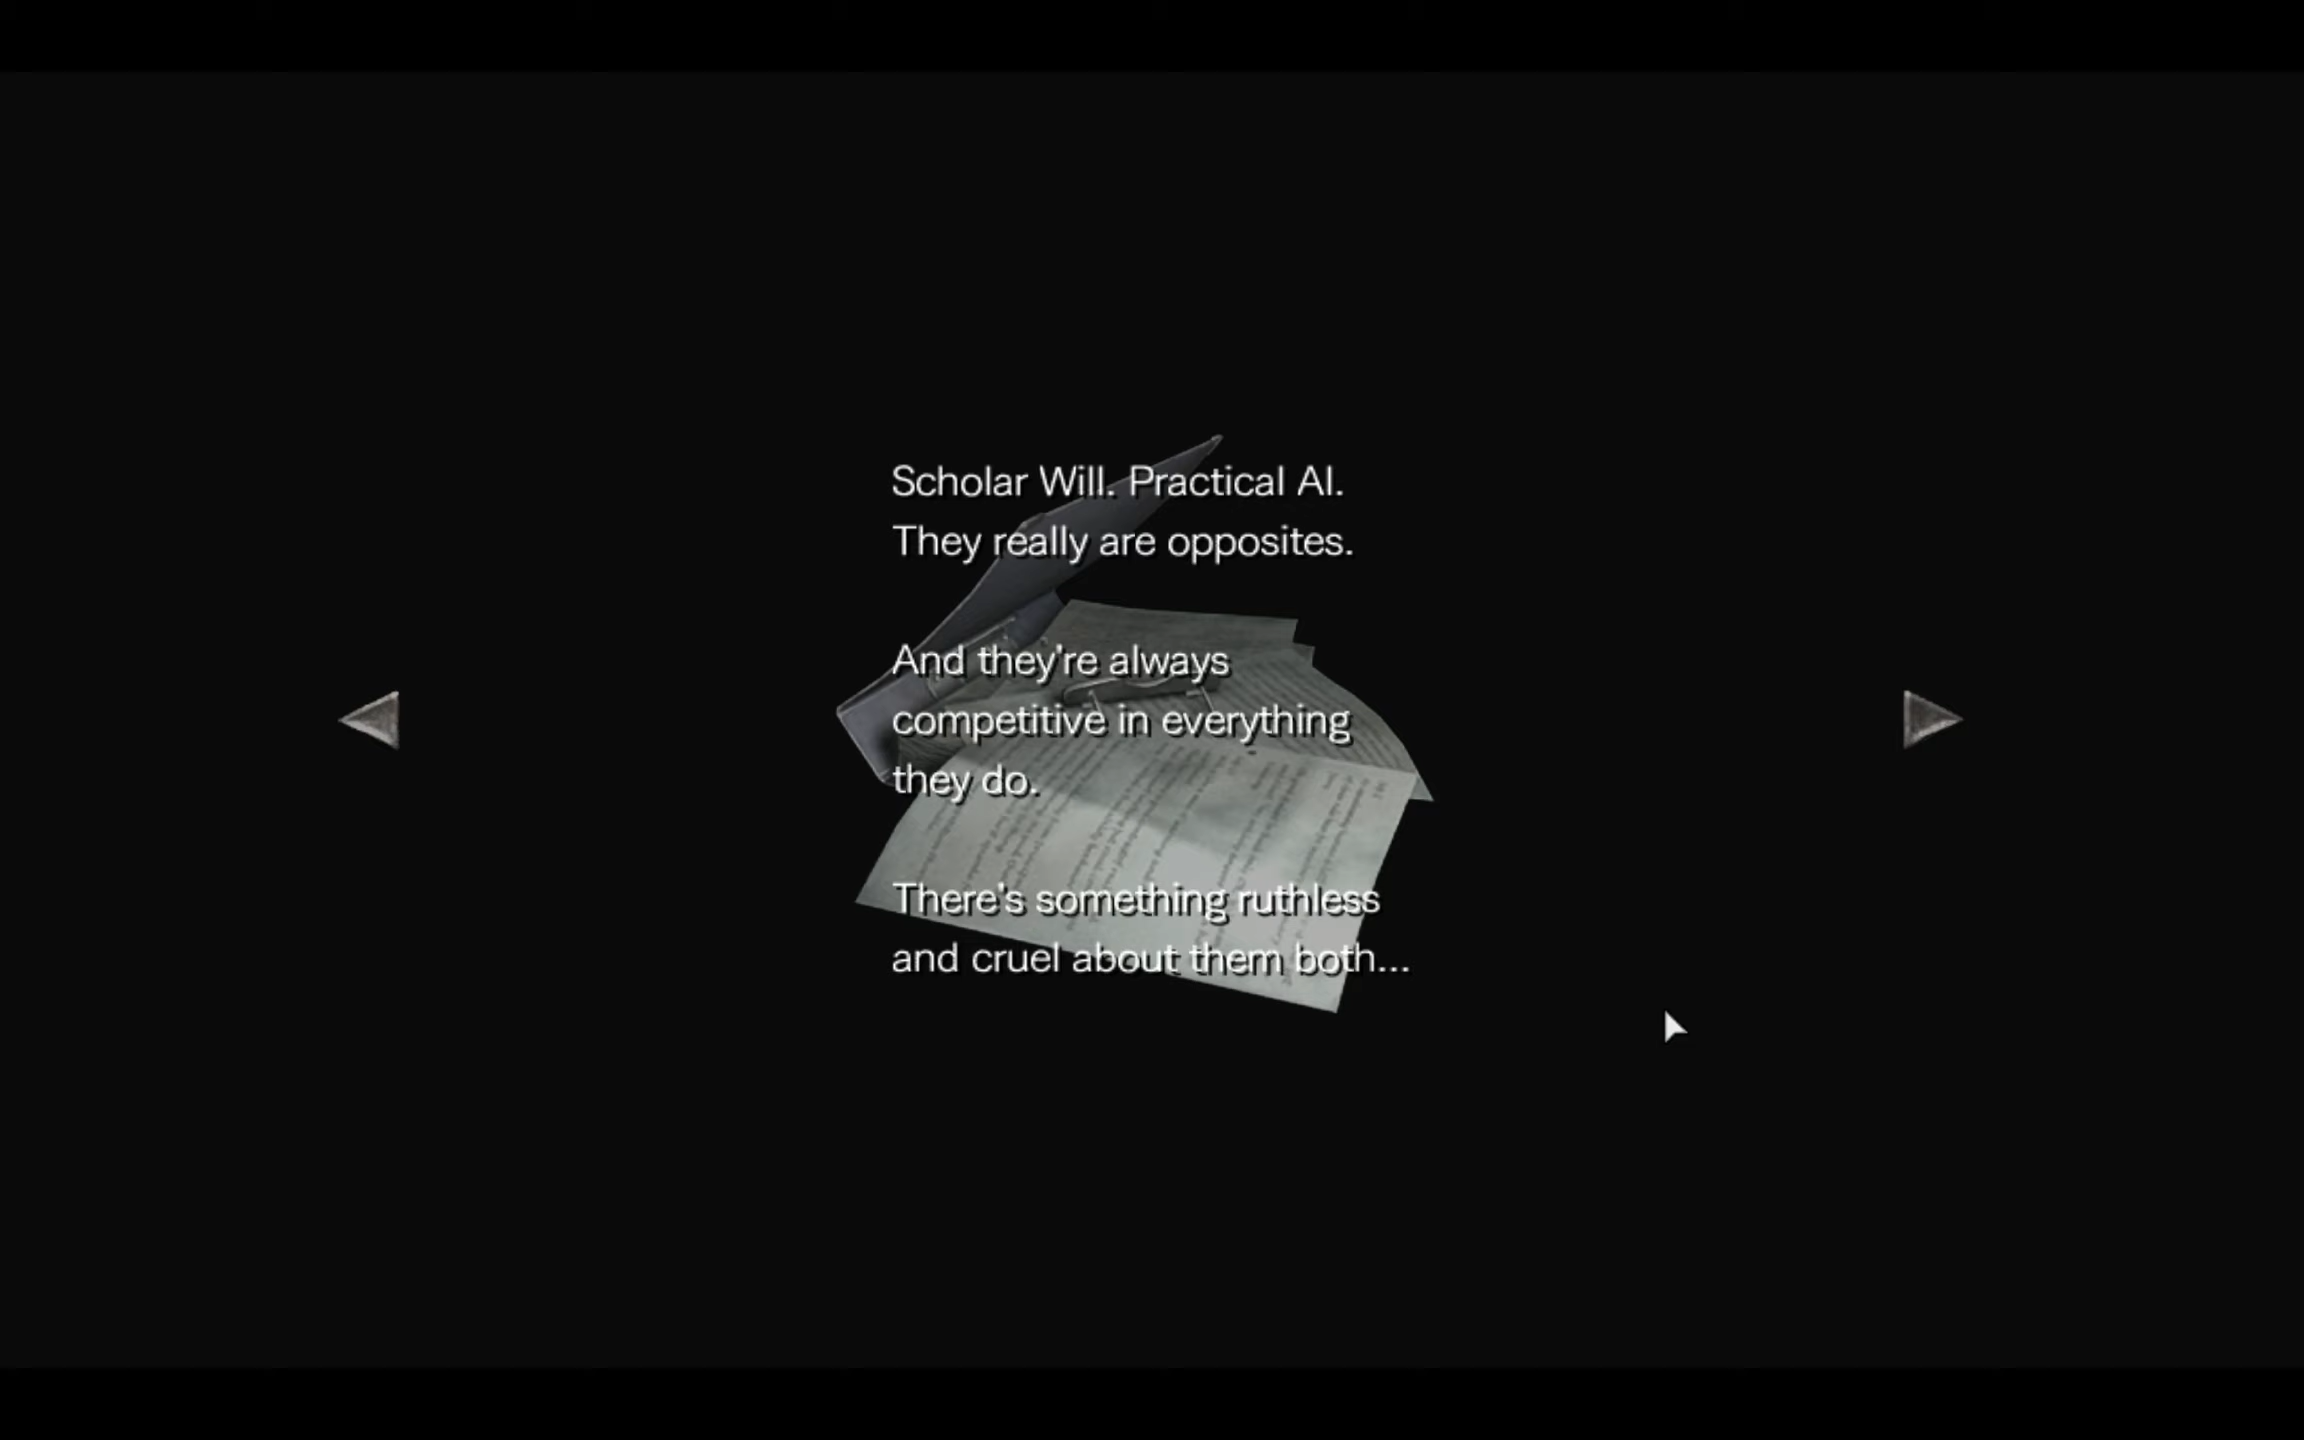 Scholar Will. Practical Al.
They really are opposites.
And they're always
competitive in everything
they do.
There's something ruthless
and cruel about them both...